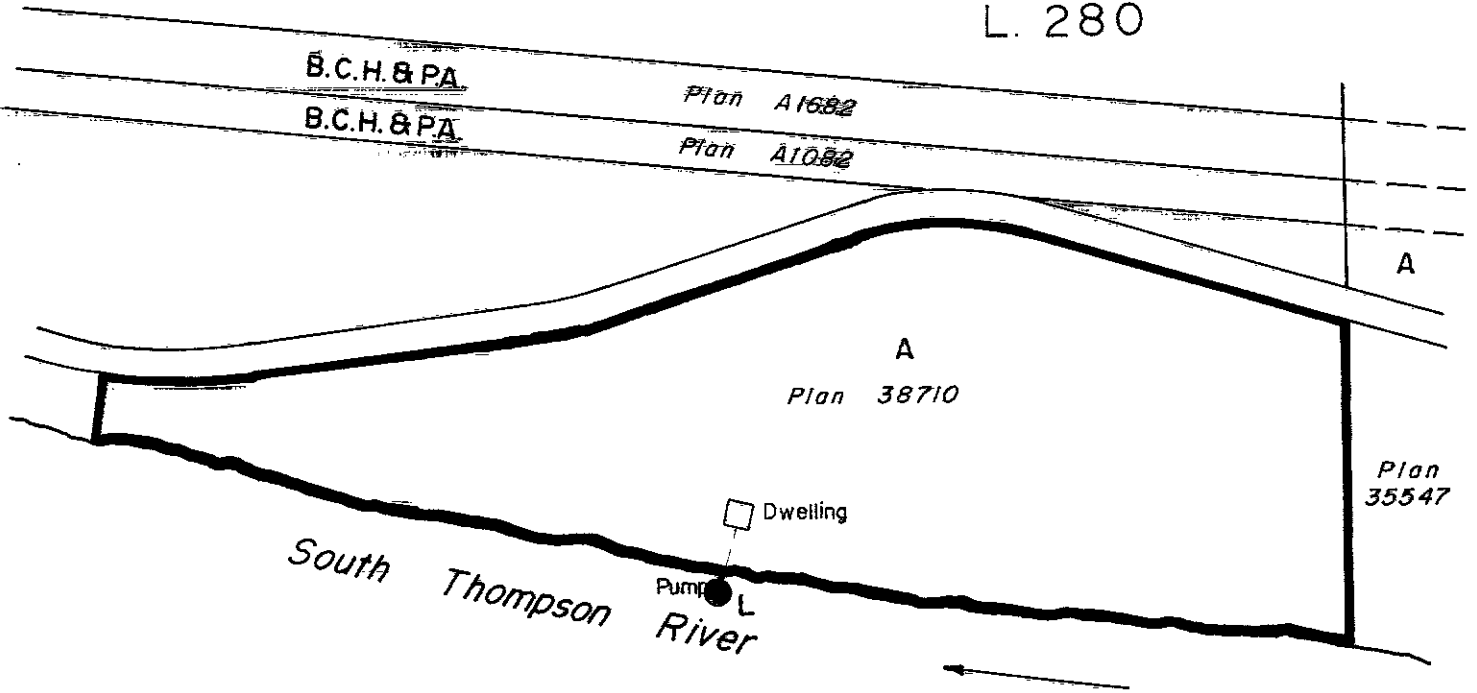 L. 280
B.C.H. & P.A.
Plan A1682
B.C.H. & P.A.
Plan A1082
A
A
Plan 38710
Plan
35547
Dwelling
Pump
L
South Thompson River